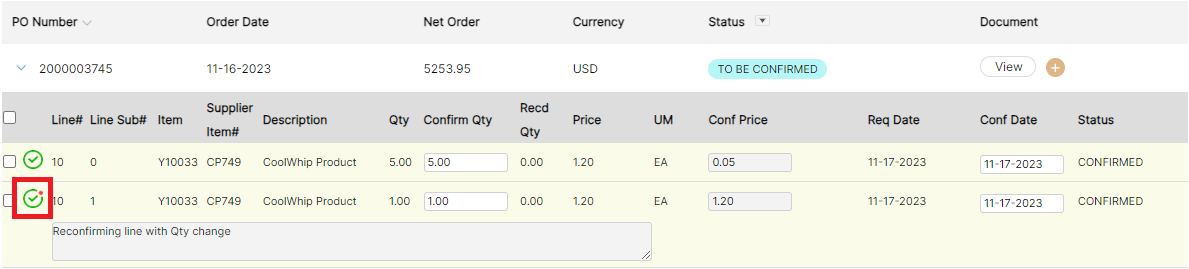 PO Number Order Date Net Order Currency Status Document
2000003745 11-16-2023 5253.95 USD TO BE CONFIRMED View +
Line# Line Sub# Item Supplier Item# Description Qty Confirm Qty Recd Qty Price UM Conf Price Req Date Conf Date Status
10 0 Y10033 CP749 CoolWhip Product 5.00 5.00 0.00 1.20 EA 0.05 11-17-2023 11-17-2023 CONFIRMED
10 1 Y10033 CP749 CoolWhip Product 1.00 1.00 0.00 1.20 EA 1.20 11-17-2023 11-17-2023 CONFIRMED
Reconfirming line with Qty change